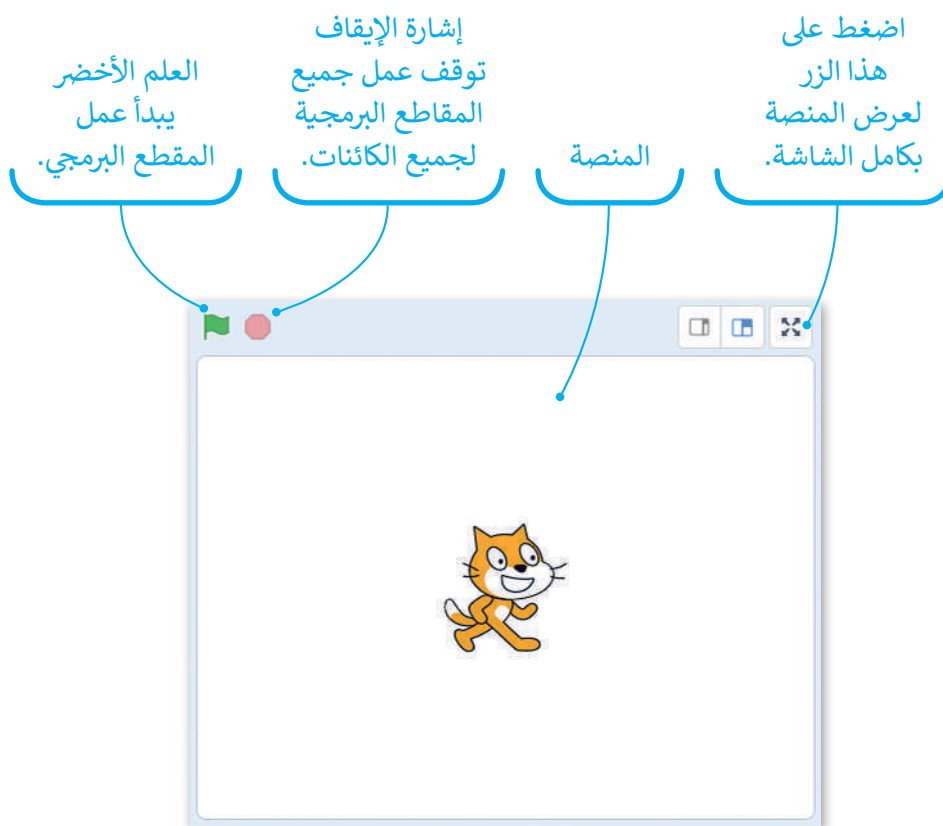 اضغط على
هذا الزر
لعرض المنصة
بكامل الشاشة.
المنصة
إشارة الإيقاف
توقف عمل جميع
المقاطع البرمجية
لجميع الكائنات.
العلم الأخضر
يبدأ عمل
المقطع البرمجي.